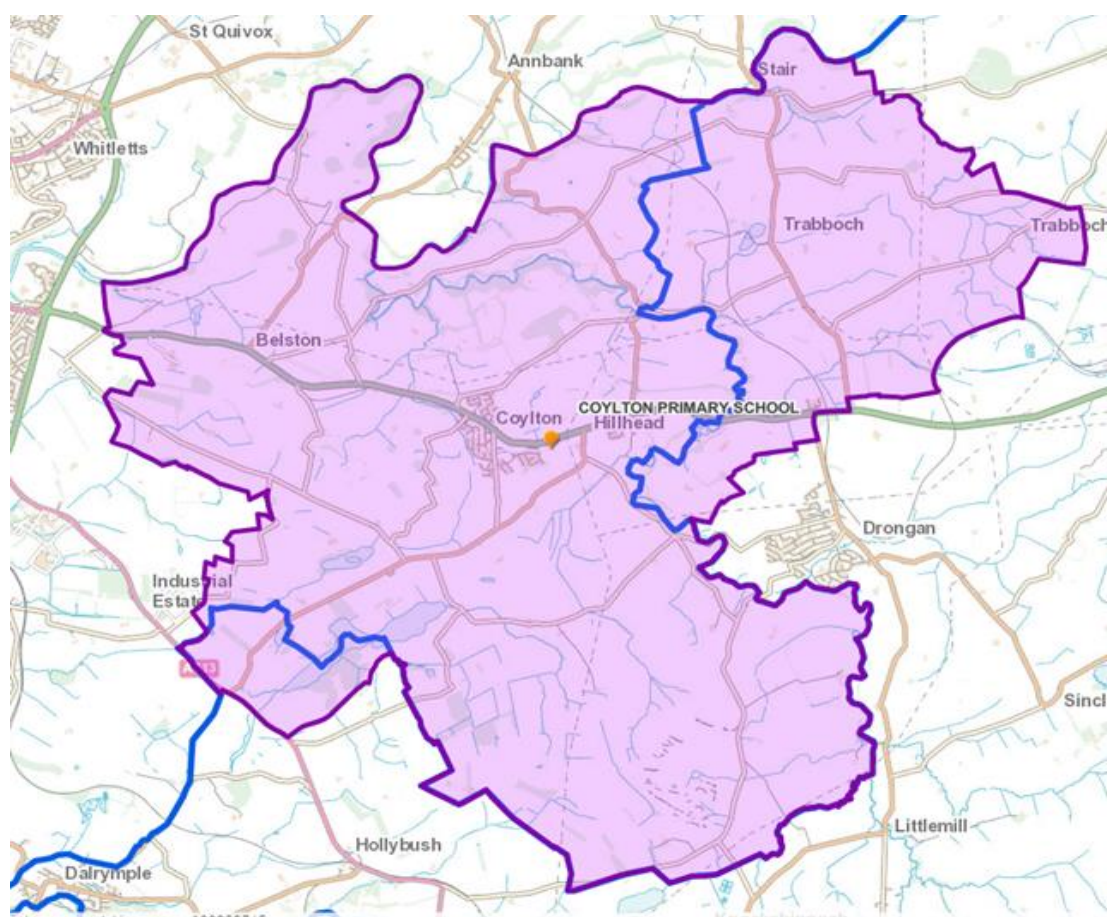 St Quivox
Annbank
Stair
Whitletts
Trabboch
Trabboch
Belston
COYLTON PRIMARY SCHOOL
Coylton
Hillhead
Drongan
Industrial
Estate
Sincl
Littlemill
Hollybush
Dalrymple